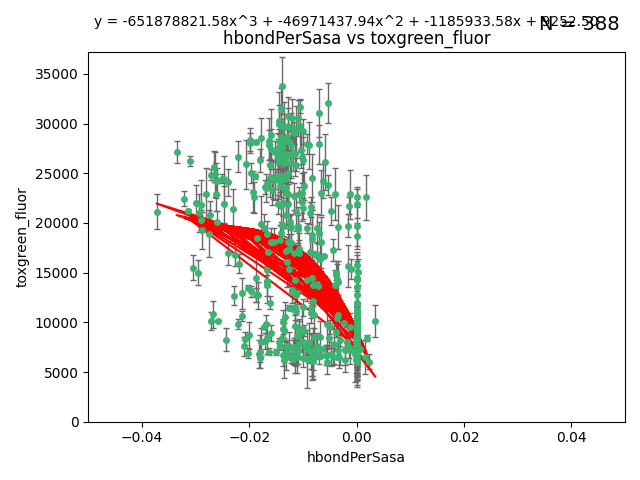 y = -651878821.58x^3 + -46971437.94x^2 + -1185933.58x + 9252.50
N = 388
hbondPerSasa vs toxgreen_fluor
35000
30000
25000
20000
15000
10000
5000
0
toxgreen_fluor
−0.04
−0.02
0.00
0.02
0.04
hbondPerSasa